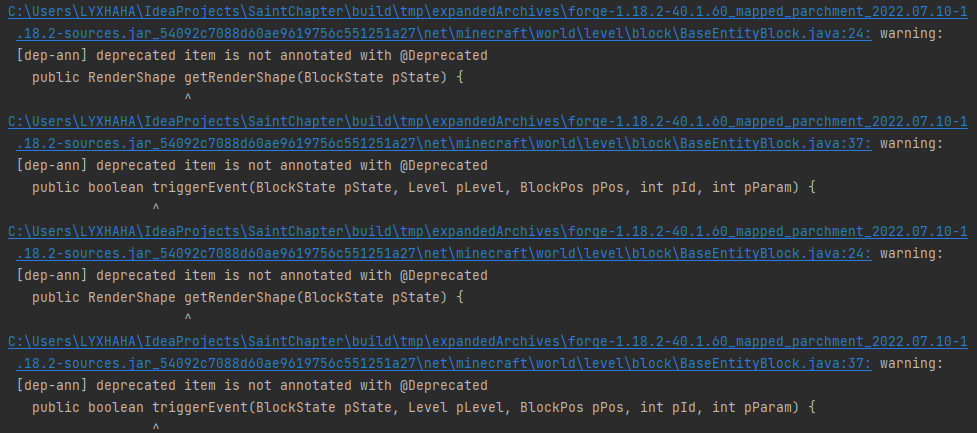 C:\Users\LYXHAHA\IdeaProjects\SaintChapter\build\tmp\expandedArchives\forge-1.18.2-40.1.60_mapped_parchment_2022.07.10-1
.18.2-sources.jar_54092c7088d60ae9619756c551251a27\net\minecraft\world\level\block\BaseEntityBlock.java:24: warning:
[dep-ann] deprecated item is not annotated with @Deprecated
public RenderShape getRenderShape(BlockState pState) {
^
C:\Users\LYXHAHA\IdeaProjects\SaintChapter\build\tmp\expandedArchives\forge-1.18.2-40.1.60_mapped_parchment_2022.07.10-1
.18.2-sources.jar_54092c7088d60ae9619756c551251a27\net\minecraft\world\level\block\BaseEntityBlock.java:37: warning:
[dep-ann] deprecated item is not annotated with @Deprecated
public boolean triggerEvent(BlockState pState, Level pLevel, BlockPos pPos, int pId, int pParam) {
^
C:\Users\LYXHAHA\IdeaProjects\SaintChapter\build\tmp\expandedArchives\forge-1.18.2-40.1.60_mapped_parchment_2022.07.10-1
.18.2-sources.jar_54092c7088d60ae9619756c551251a27\net\minecraft\world\level\block\BaseEntityBlock.java:24: warning:
[dep-ann] deprecated item is not annotated with @Deprecated
public RenderShape getRenderShape(BlockState pState) {
^
C:\Users\LYXHAHA\IdeaProjects\SaintChapter\build\tmp\expandedArchives\forge-1.18.2-40.1.60_mapped_parchment_2022.07.10-1
.18.2-sources.jar_54092c7088d60ae9619756c551251a27\net\minecraft\world\level\block\BaseEntityBlock.java:37: warning:
[dep-ann] deprecated item is not annotated with @Deprecated
public boolean triggerEvent(BlockState pState, Level pLevel, BlockPos pPos, int pId, int pParam) {
^